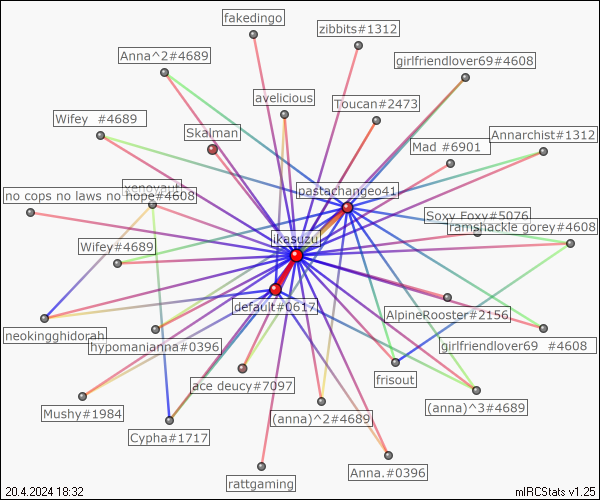 fakedingo
zibbits#1312
Anna^2#4689
girlfriendlover69#4608
avelicious
Toucan#2473
Wifey #4689
Skalman
Mad #6901
Annarchist#1312
xenovault
no cops no laws no hope#4608
pastachangeo41
Soxy Foxy#5076
ramshackle gorey#4608
ikasuzu
Wifey#4689
default#0617
AlpineRooster#2156
neokingghidorah
hypomanianna#0396
girlfriendlover69 #4608
ace deucy#7097
frisout
Mushy#1984
(anna)^2#4689
(anna)^3#4689
Cypha#1717
Anna.#0396
rattgaming
20.4.2024 18:32
mIRCStats v1.25